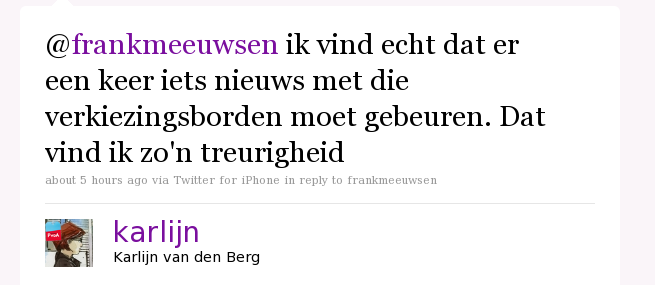 @frankmeeuwsen ik vind echt dat er
een keer iets nieuws met die
verkiezingsborden moet gebeuren. Dat
vind ik zo'n treurigheid
about 5 hours ago via Twitter for iPhone in reply to frankmeeuwsen
PvdA
karlijn
Karlijn van den Berg